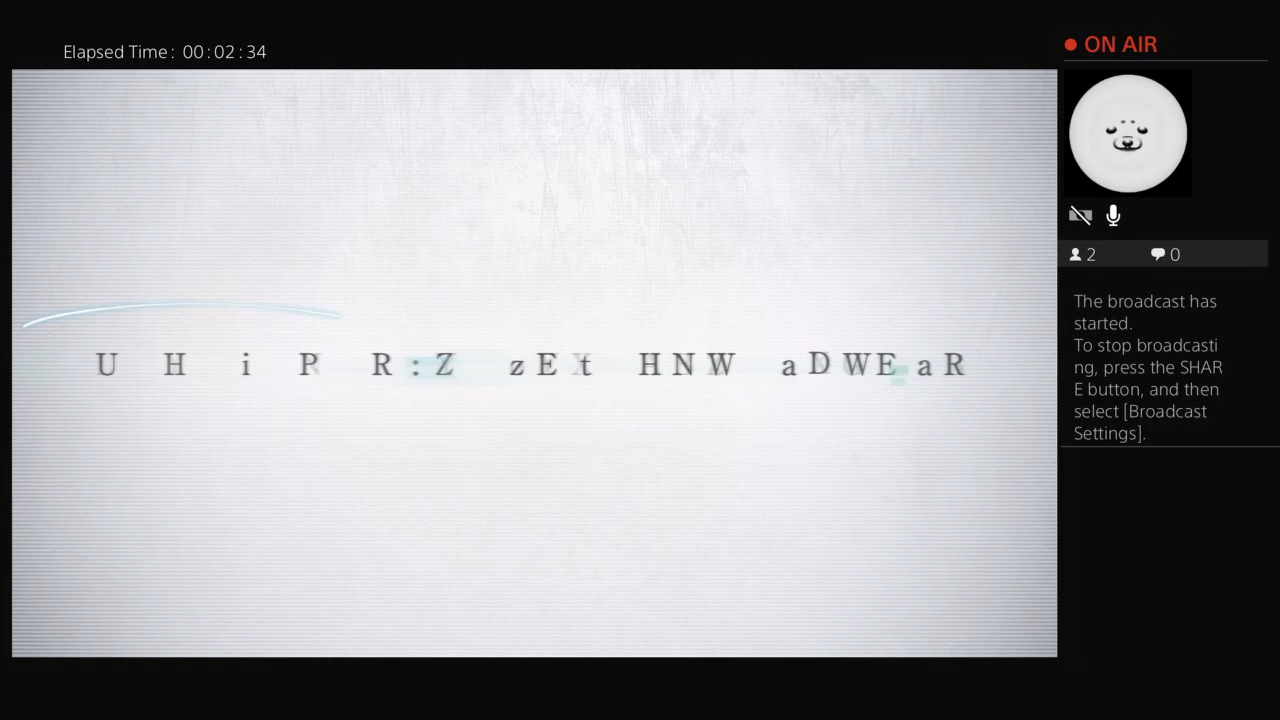 Elapsed Time: 00:02:34
ON AIR
U H i P R:Z zEXt HNW aDWEaR
2 0
The broadcast has
started.
To stop broadcasti
ng, press the SHAR
E button, and then
select [Broadcast
Settings].